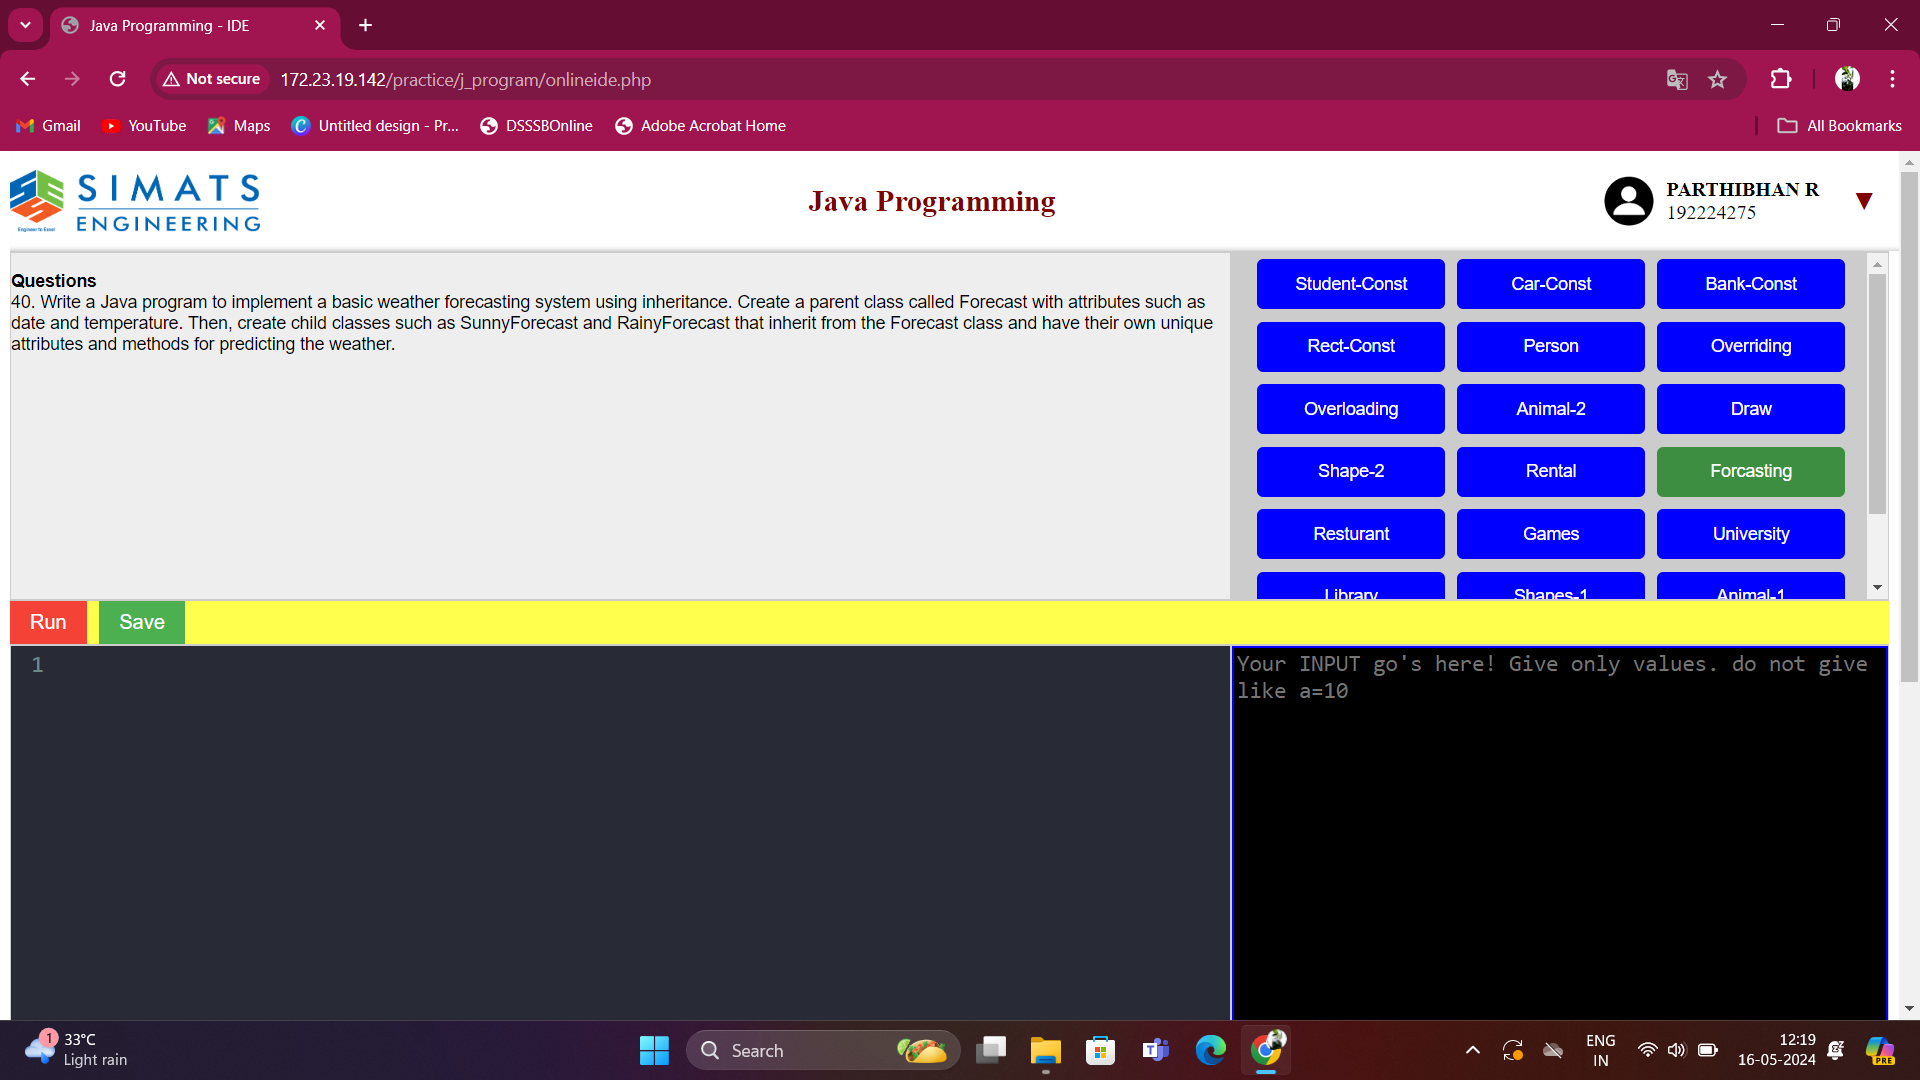 Java Programming - IDE
Not secure
172.23.19.142/practice/j_program/onlineide.php
Gmail
YouTube
Maps
Untitled design - Pr...
DSSSBOnline
Adobe Acrobat Home
All Bookmarks
SIMATS
ENGINEERING
Engineer to Excel
Java Programming
PARTHIBHAN R
192224275
Questions
40. Write a Java program to implement a basic weather forecasting system using inheritance. Create a parent class called Forecast with attributes such as
date and temperature. Then, create child classes such as SunnyForecast and RainyForecast that inherit from the Forecast class and have their own unique
attributes and methods for predicting the weather.
Student-Const
Car-Const
Bank-Const
Rect-Const
Person
Overriding
Overloading
Animal-2
Draw
Shape-2
Rental
Forcasting
Resturant
Games
University
Library
Shapes-1
Animal-1
Run
Save
1
Your INPUT go's here! Give only values. do not give
like a=10
1
33°C
Light rain
Search
ENG
IN
12:19
16-05-2024
PRE